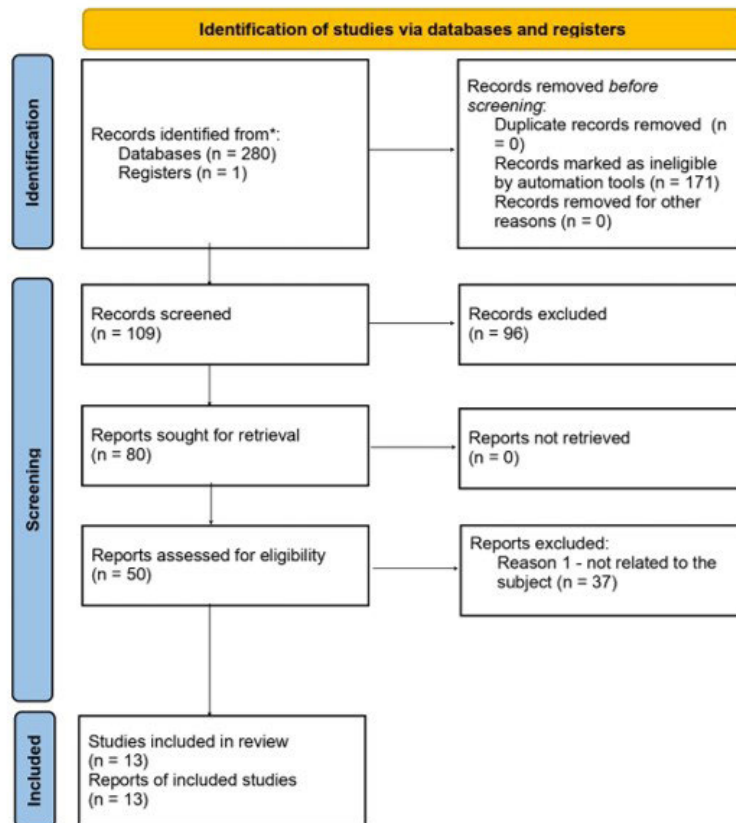 Identification of studies via databases and registers
Identification
Records identified from*:
Databases (n = 280)
Registers (n = 1)
Records removed before
screening:
Duplicate records removed (n
= 0)
Records marked as ineligible
by automation tools (n = 171)
Records removed for other
reasons (n = 0)
Screening
Records screened
(n = 109)
Records excluded
(n = 96)
Reports sought for retrieval
(n = 80)
Reports not retrieved
(n = 0)
Reports assessed for eligibility
(n = 50)
Reports excluded:
Reason 1 - not related to the
subject (n = 37)
Included
Studies included in review
(n = 13)
Reports of included studies
(n = 13)